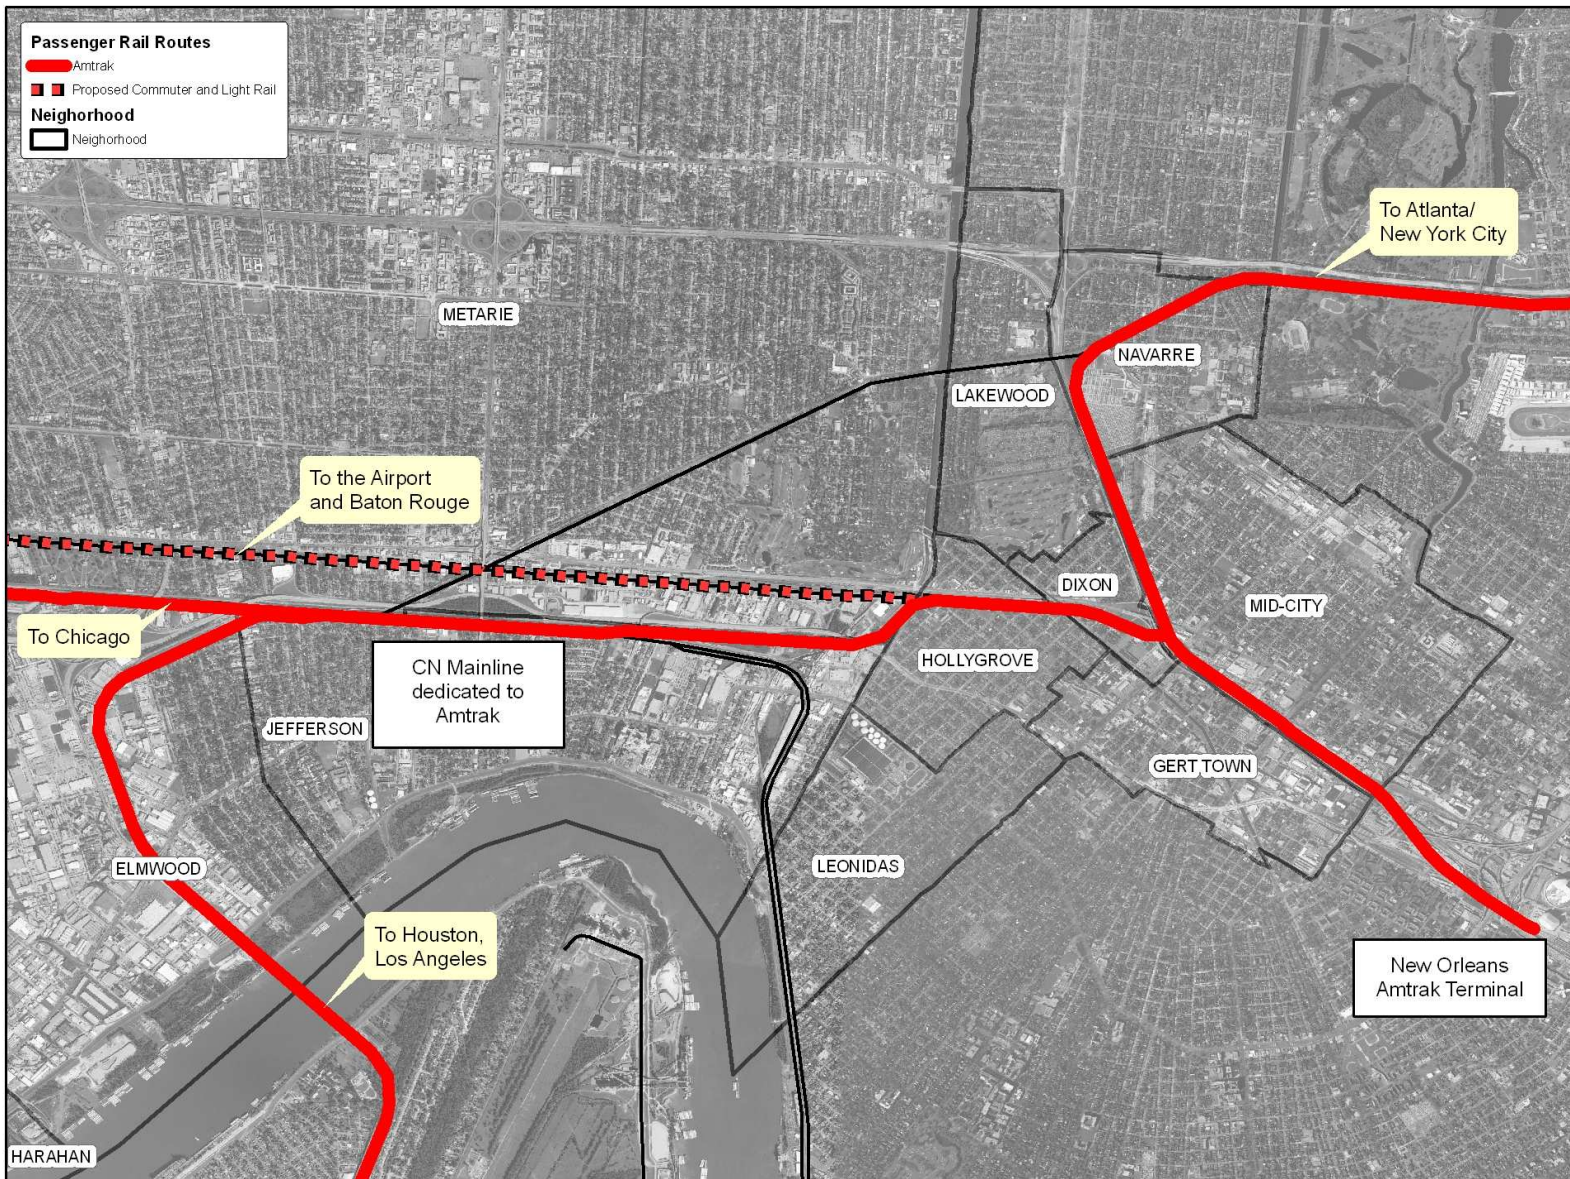 Passenger Rail Routes
Amtrak
Proposed Commuter and Light Rail
Neighorhood
Neighorhood
To Atlanta/
New York City
METARIE
NAVARRE
LAKEWOOD
To the Airport
and Baton Rouge
DIXON
MID-CITY
To Chicago
HOLLYGROVE
CN Mainline
dedicated to
Amtrak
JEFFERSON
GERT TOWN
ELMWOOD
LEONIDAS
To Houston,
Los Angeles
New Orleans
Amtrak Terminal
HARAHAN